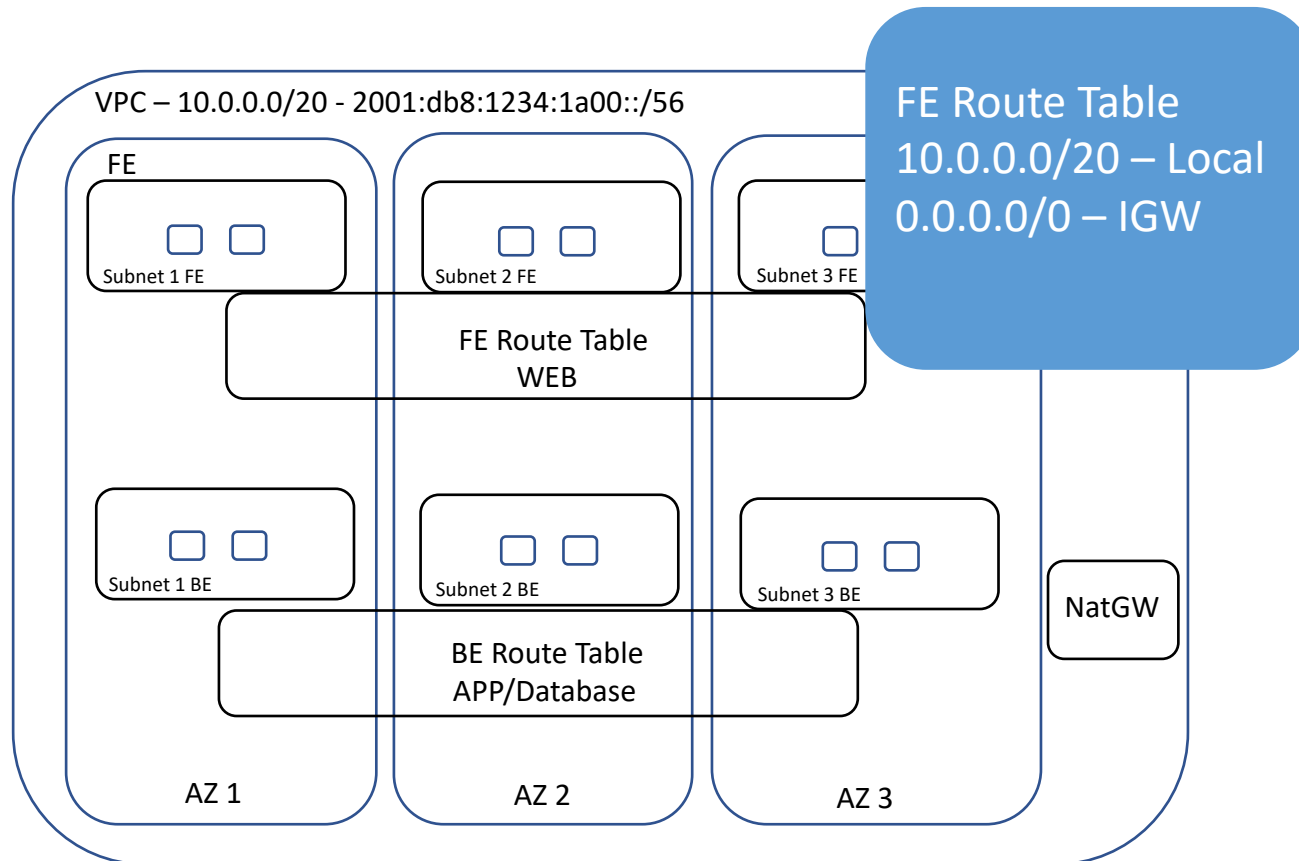 VPC – 10.0.0.0/20 - 2001:db8:1234:1a00::/56
FE Route Table
10.0.0.0/20 – Local
0.0.0.0/0 – IGW
FE
Subnet 1 FE
Subnet 2 FE
Subnet 3 FE
FE Route Table
WEB
Subnet 1 BE
Subnet 2 BE
Subnet 3 BE
NatGW
BE Route Table
APP/Database
AZ 1
AZ 2
AZ 3